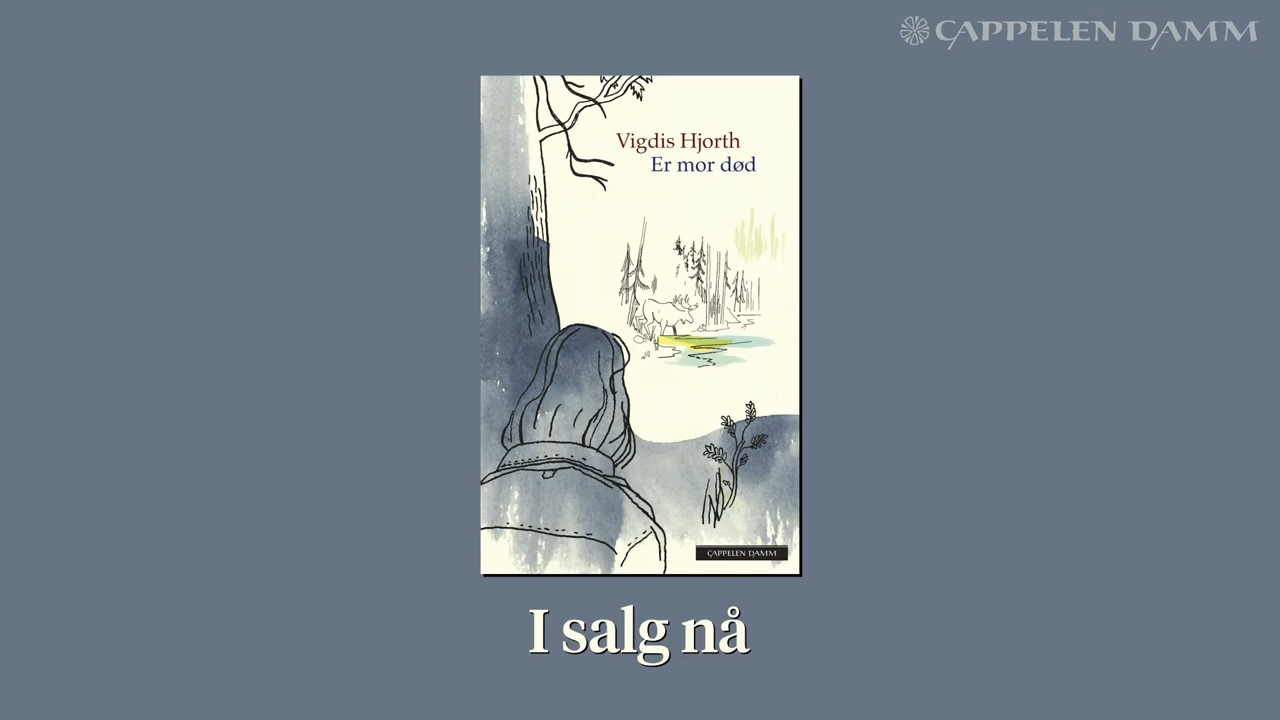 CAPPELEN DAMM
Vigdis Hjorth
Er mor død
CAPPELEN DAMM
I salg nå